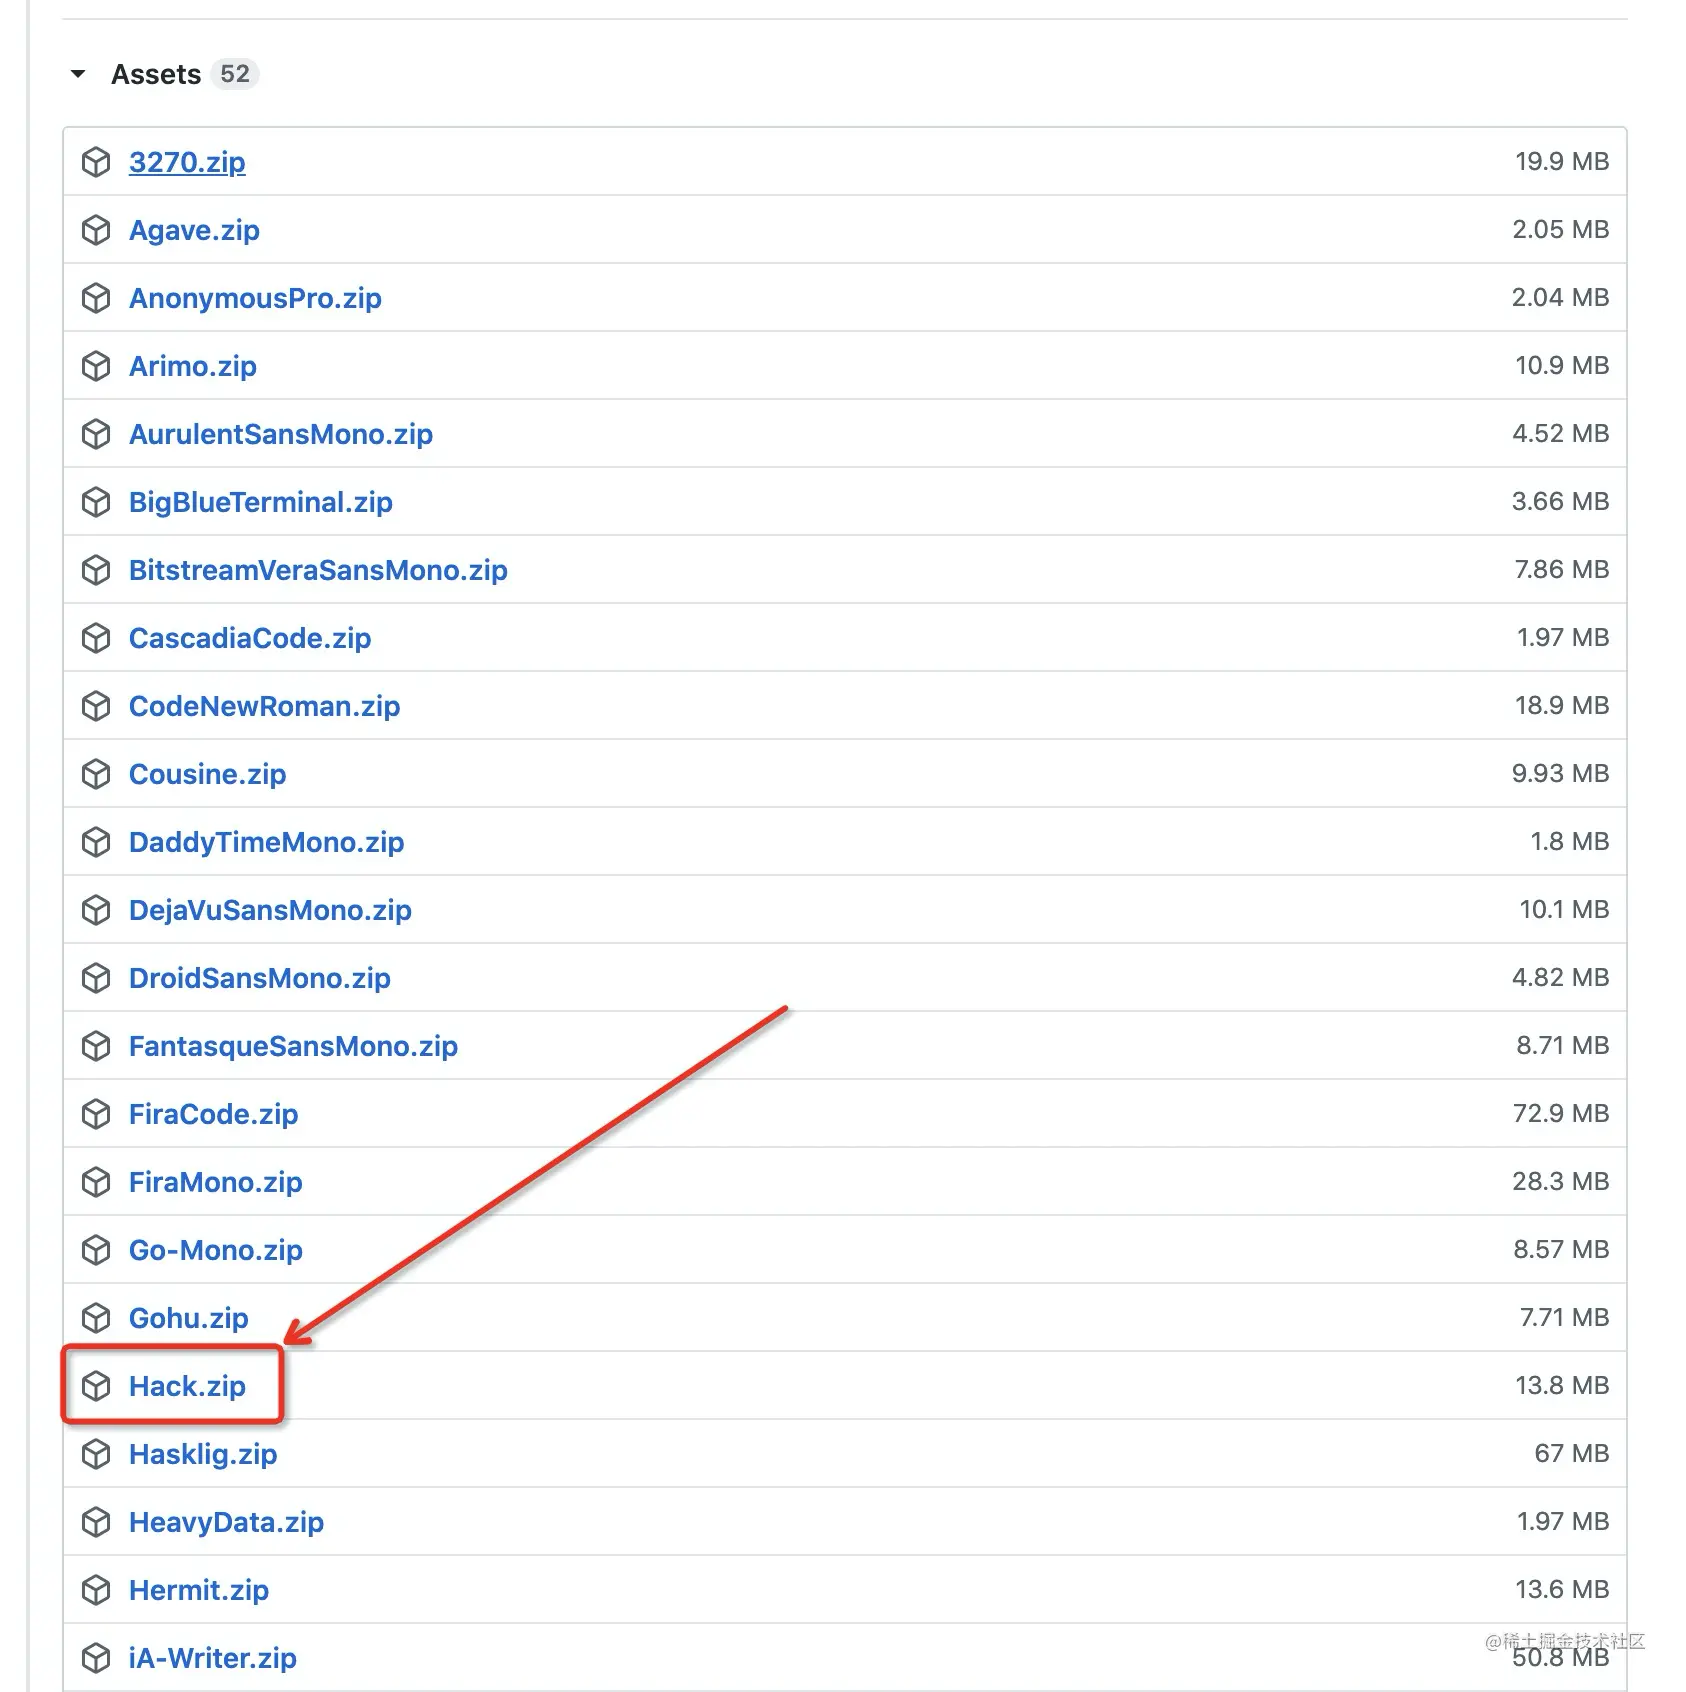 Assets 52
3270.zip 19.9 MB
Agave.zip 2.05 MB
AnonymousPro.zip 2.04 MB
Arimo.zip 10.9 MB
AurulentSansMono.zip 4.52 MB
BigBlueTerminal.zip 3.66 MB
BitstreamVeraSansMono.zip 7.86 MB
CascadiaCode.zip 1.97 MB
CodeNewRoman.zip 18.9 MB
Cousine.zip 9.93 MB
DaddyTimeMono.zip 1.8 MB
DejaVuSansMono.zip 10.1 MB
DroidSansMono.zip 4.82 MB
FantasqueSansMono.zip 8.71 MB
FiraCode.zip 72.9 MB
FiraMono.zip 28.3 MB
Go-Mono.zip 8.57 MB
Gohu.zip 7.71 MB
Hack.zip 13.8 MB
Hasklig.zip 67 MB
HeavyData.zip 1.97 MB
Hermit.zip 13.6 MB
@稀土掘金技术社区
iA-Writer.zip 50.8 MB